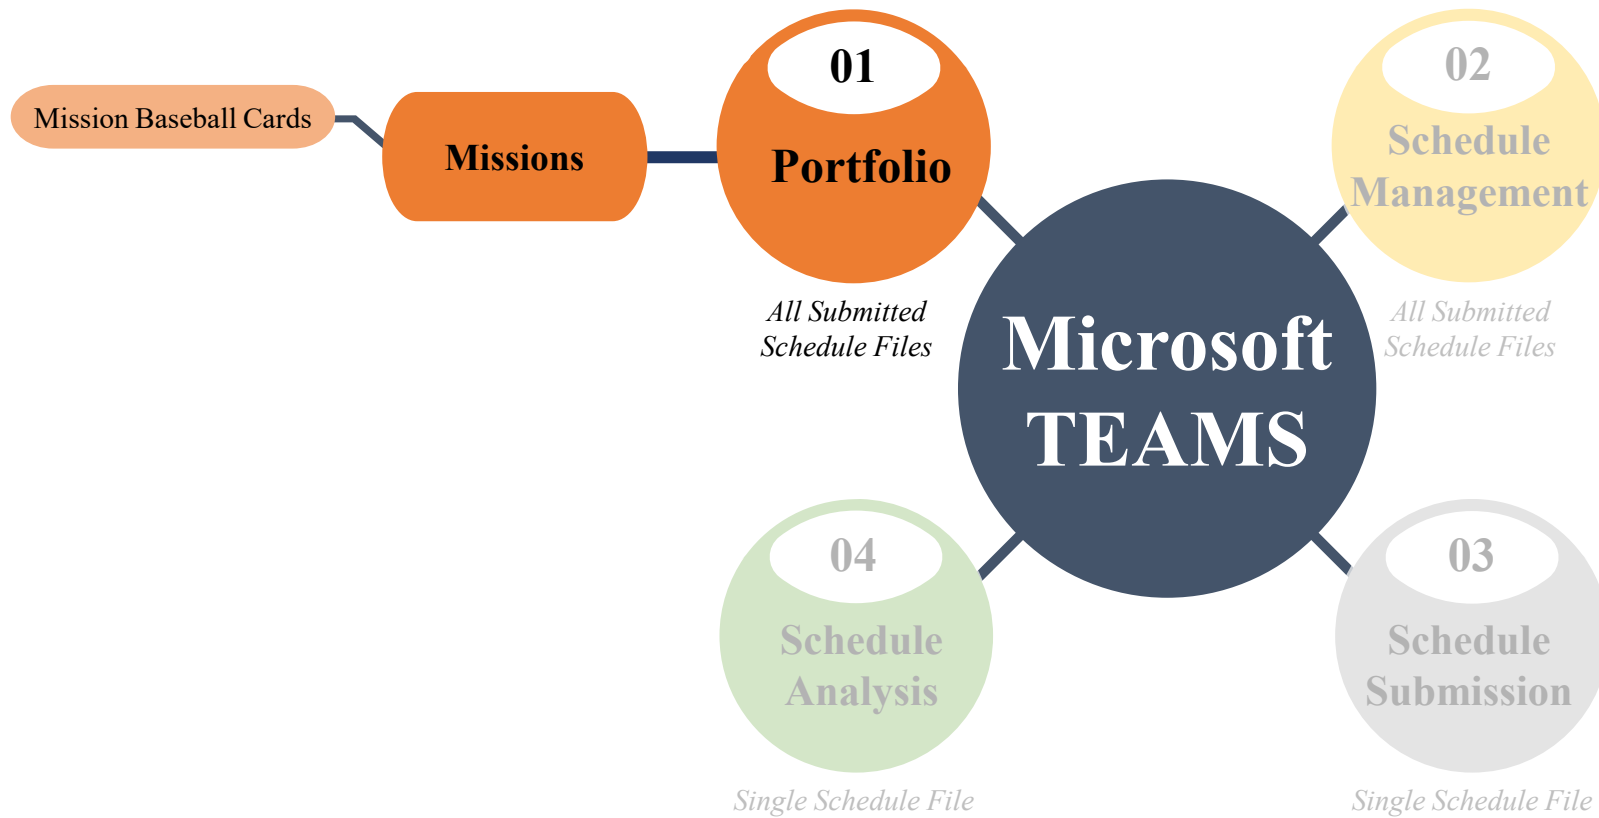 Mission Baseball Cards
Missions
01
Portfolio
All Submitted
Schedule Files
02
Schedule
Management
All Submitted
Schedule Files
Microsoft
TEAMS
04
Schedule
Analysis
Single Schedule File
03
Schedule
Submission
Single Schedule File